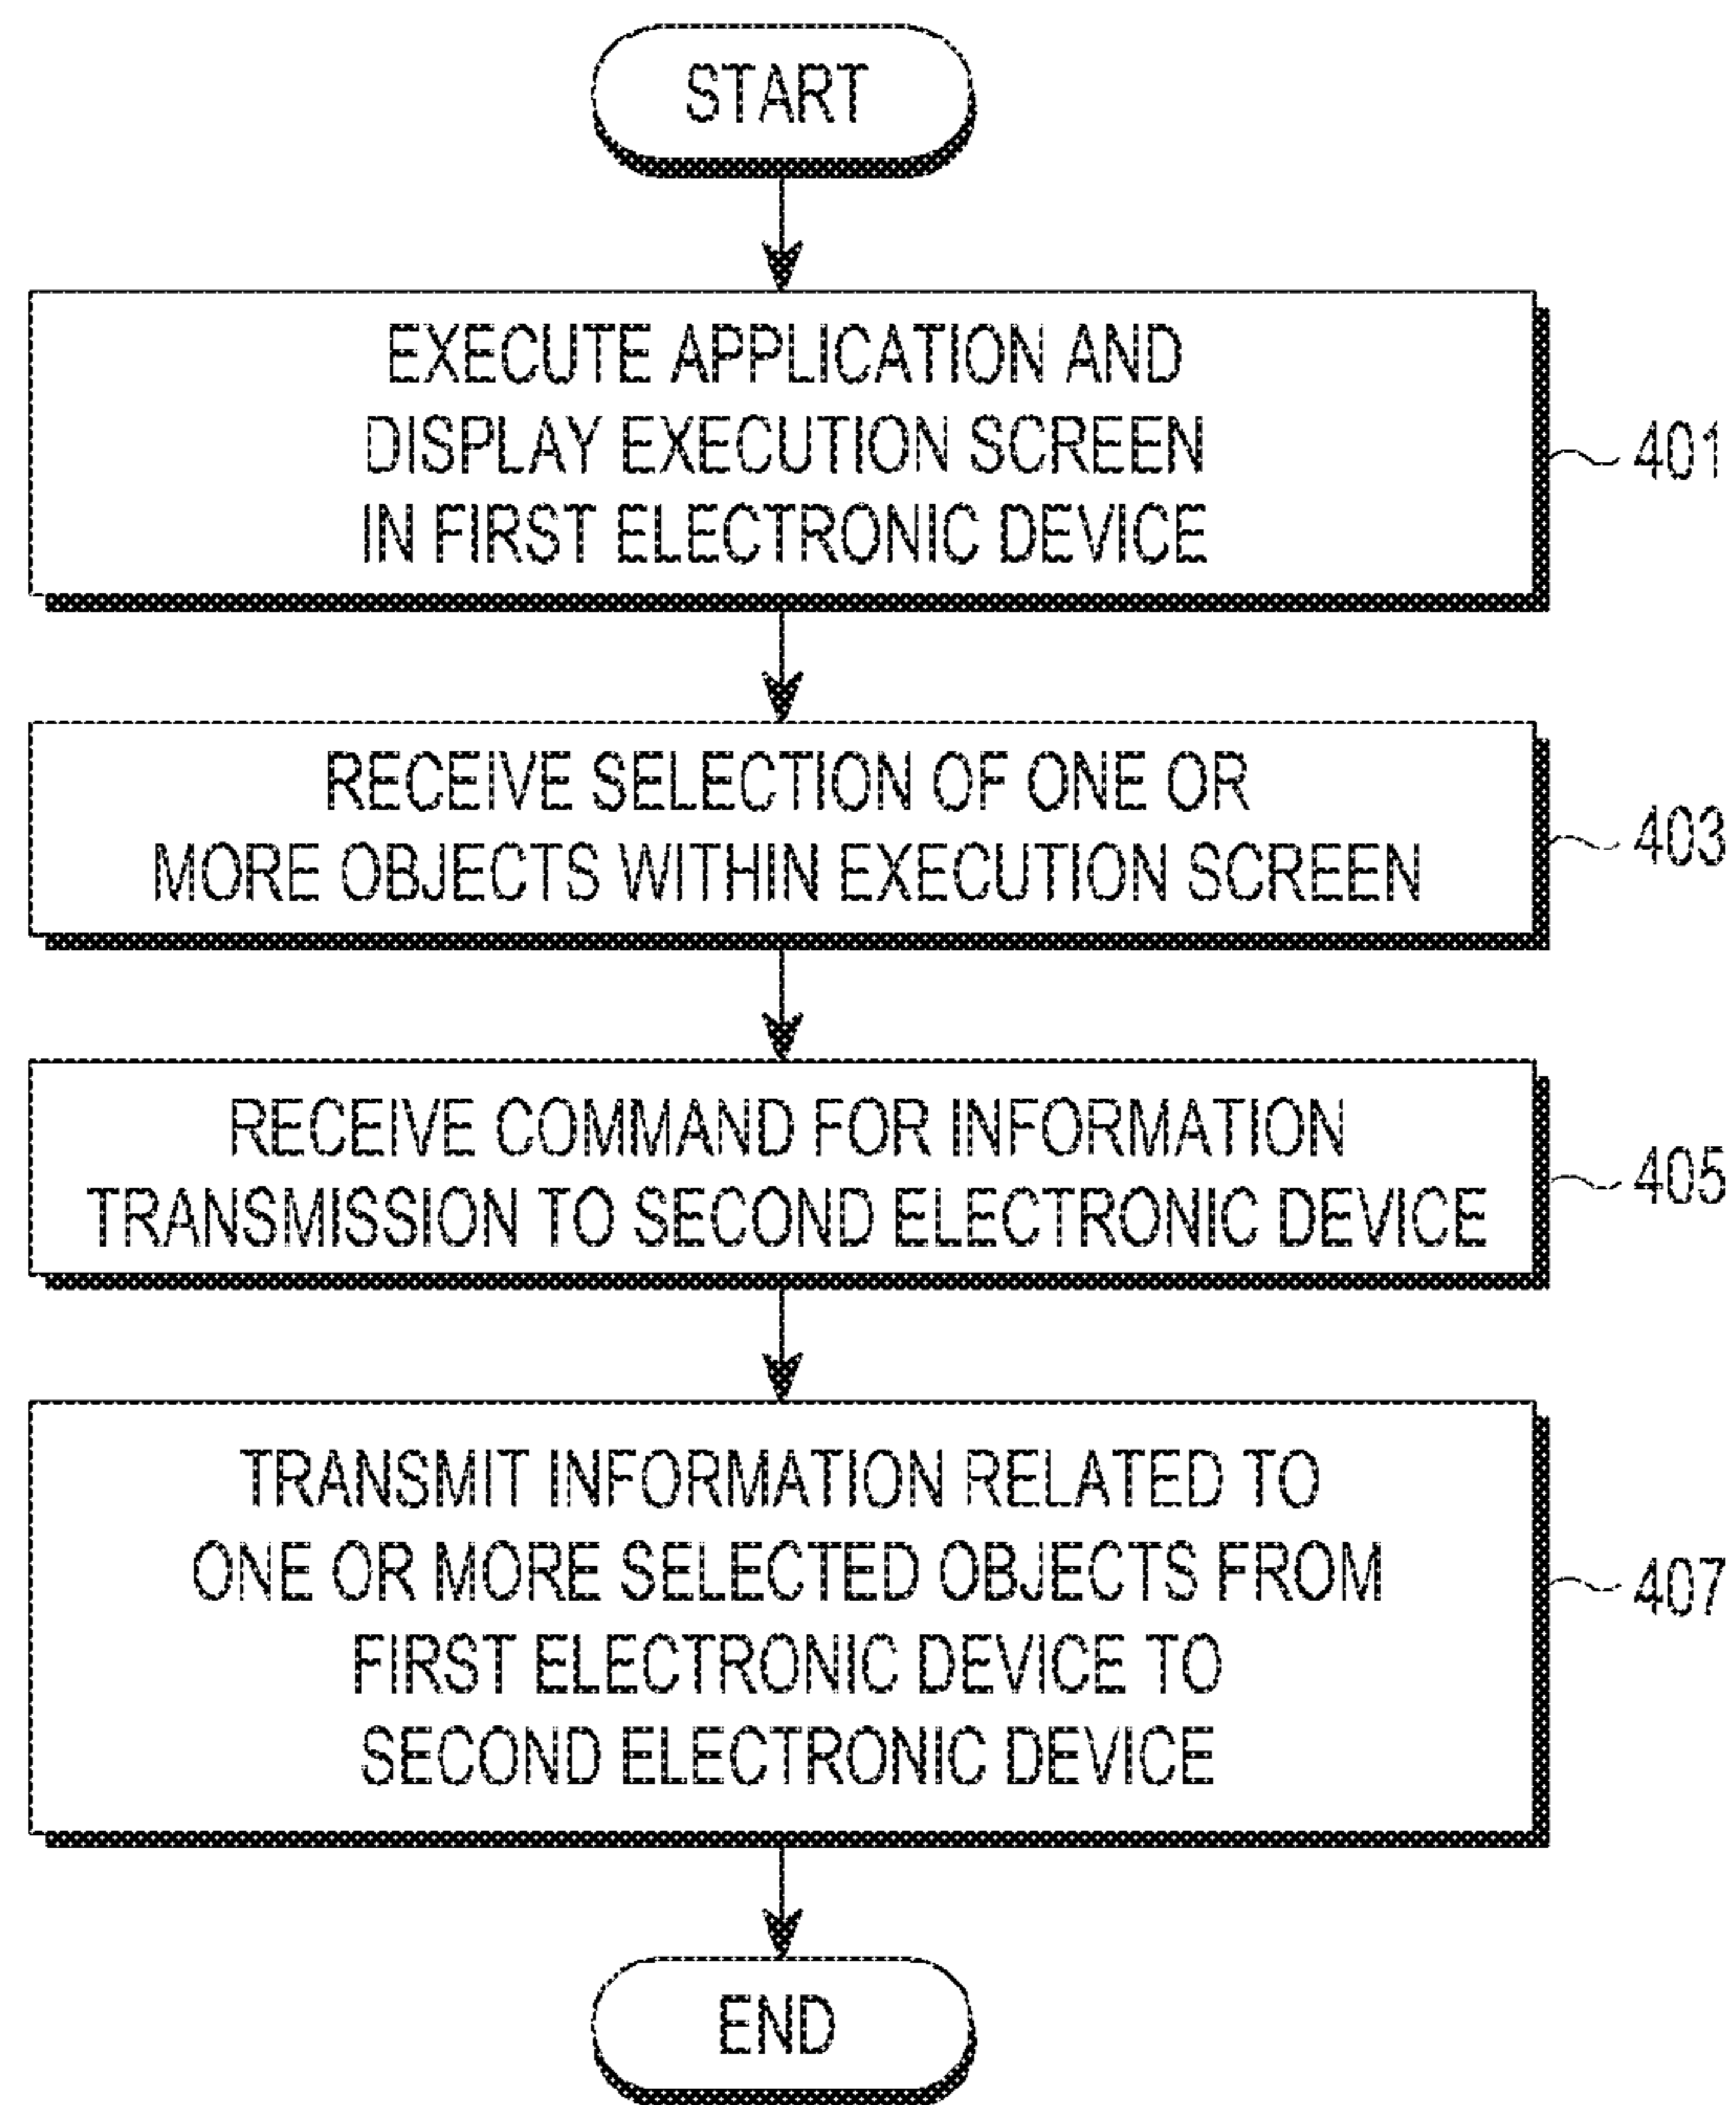 START
EXECUTE APPLICATION AND
DISPLAY EXECUTION SCREEN
IN FIRST ELECTRONIC DEVICE
401
RECEIVE SELECTION OF ONE OR
MORE OBJECTS WITHIN EXECUTION SCREEN
403
RECEIVE COMMAND FOR INFORMATION
TRANSMISSION TO SECOND ELECTRONIC DEVICE
405
TRANSMIT INFORMATION RELATED TO
ONE OR MORE SELECTED OBJECTS FROM
FIRST ELECTRONIC DEVICE TO
SECOND ELECTRONIC DEVICE
407
END